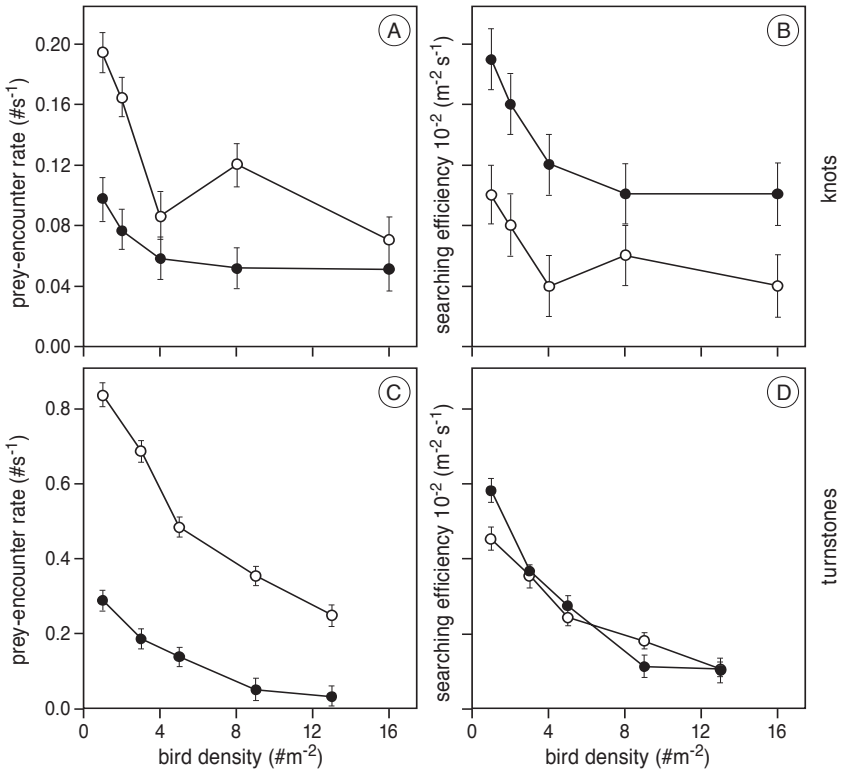 A
B
0.20
0.16
0.12
0.08
0.04
0.00
prey-encounter rate (#s-1)
searching efficiency 10-2 (m-2 s-1)
knots
C
D
0.8
0.6
0.4
0.2
0.0
prey-encounter rate (#s-1)
searching efficiency 10-2 (m-2 s-1)
turnstones
0 4 8 12 16
0 4 8 12 16
bird density (#m-2)
bird density (#m-2)